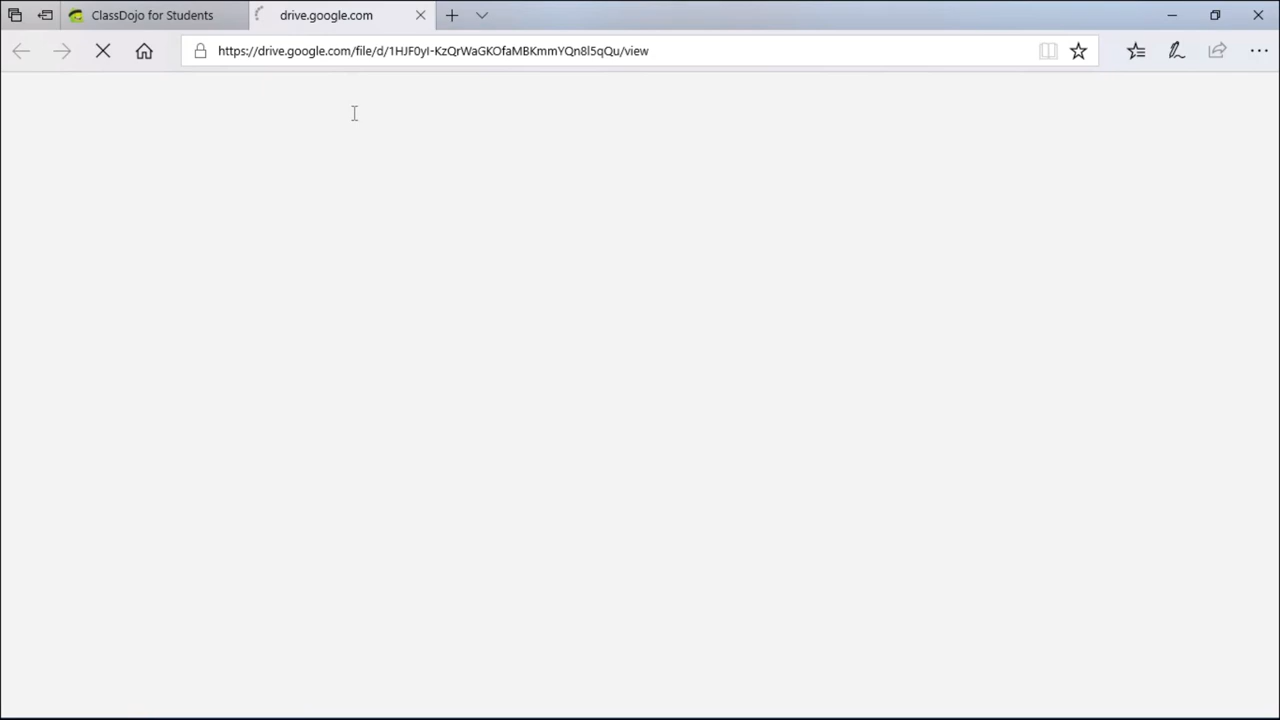 ClassDojo for Students
drive.google.com
https://drive.google.com/file/d/1HJF0yI-KzQrWaGKOfaMBKmmYQn8l5qQu/view